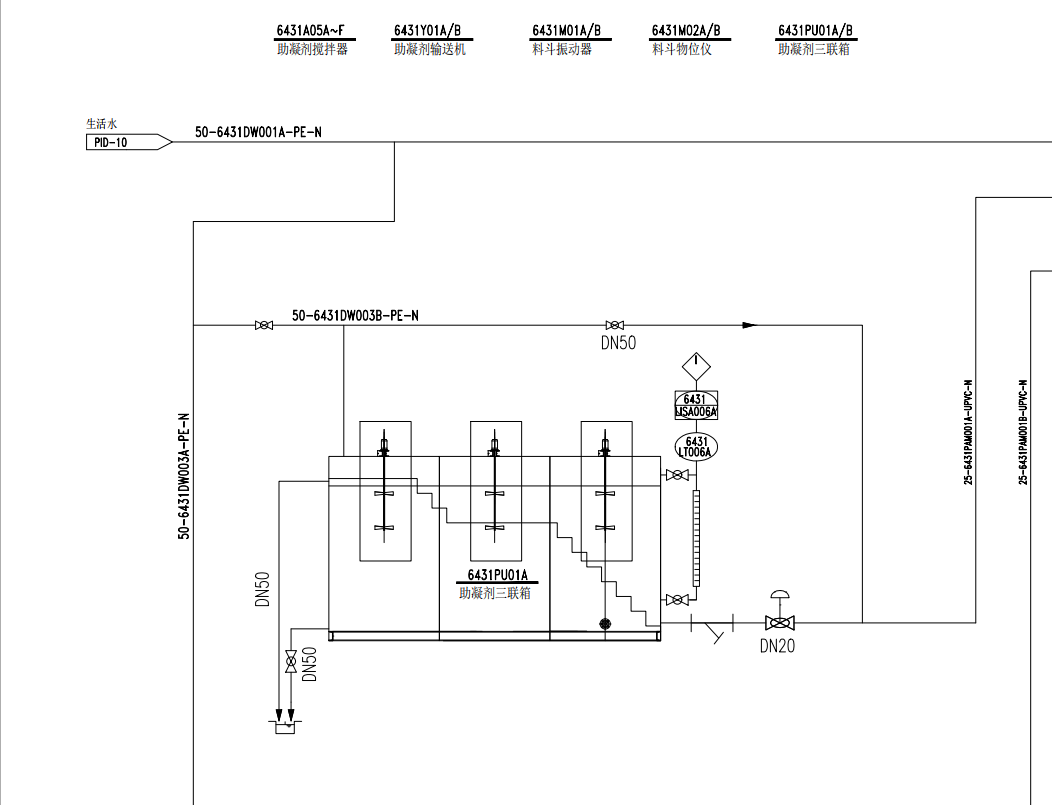 6431A05A~F
助凝剂搅拌器
6431Y01A/B
助凝剂输送机
6431M01A/B
料斗振动器
6431M02A/B
料斗物位仪
6431PU01A/B
助凝剂三联箱
生活水
PID-10
50-6431DW001A-PE-N
50-6431DW003B-PE-N
DN50
6431
LISA006A
6431
LT006A
50-6431DW003A-PE-N
25-6431PAM001A-UPVC-N
25-6431PAM001B-UPVC-N
6431PU01A
助凝剂三联箱
DN50
DN50
DN20